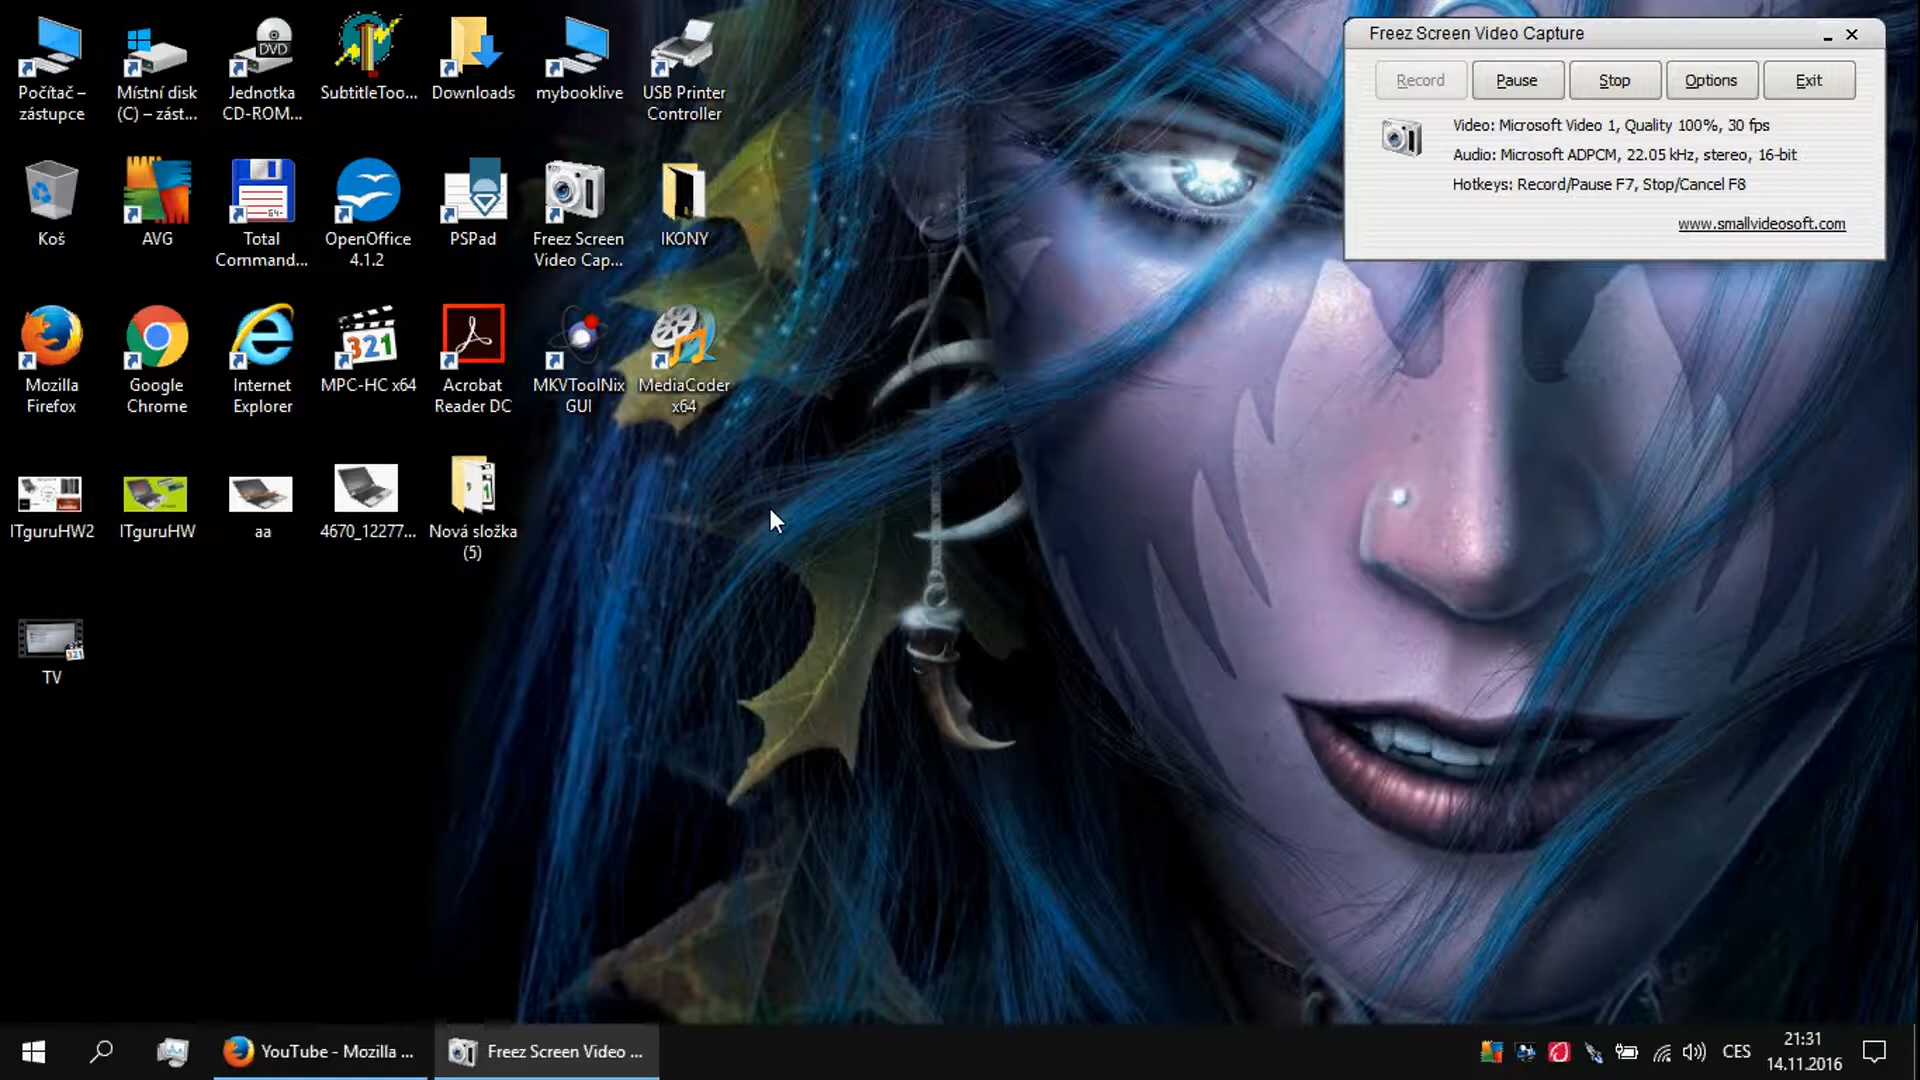 Počítač –
zástupce
Místní disk
(C) – zást...
DVD
Jednotka
CD-ROM...
SubtitleToo...
Downloads
mybooklive
USB Printer
Controller
Koš
AVG
64+
Total
Command...
OpenOffice
4.1.2
PSPad
Freez Screen
Video Cap...
IKONY
Mozilla
Firefox
Google
Chrome
Internet
Explorer
321
MPC-HC x64
Acrobat
Reader DC
MKVToolNix
GUI
MediaCoder
x64
ITguruHW2
ITguruHW
aa
4670_12277...
Nová složka
(5)
321
TV
Freez Screen Video Capture
Record
Pause
Stop
Options
Exit
Video: Microsoft Video 1, Quality 100%, 30 fps
Audio: Microsoft ADPCM, 22.05 kHz, stereo, 16-bit
Hotkeys: Record/Pause F7, Stop/Cancel F8
www.smallvideosoft.com
YouTube - Mozilla ...
Freez Screen Video ...
CES
21:31
14.11.2016